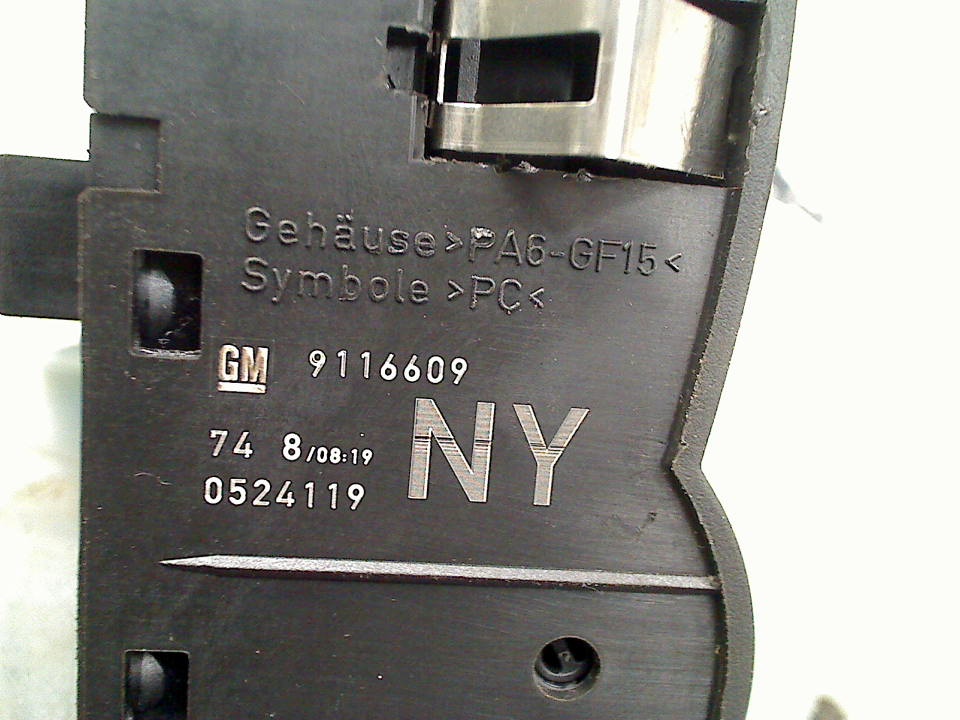 Gehäuse >PA6-GF15<
Symbole >PC<
GM 9116609
74 8/08:19 NY
0524119